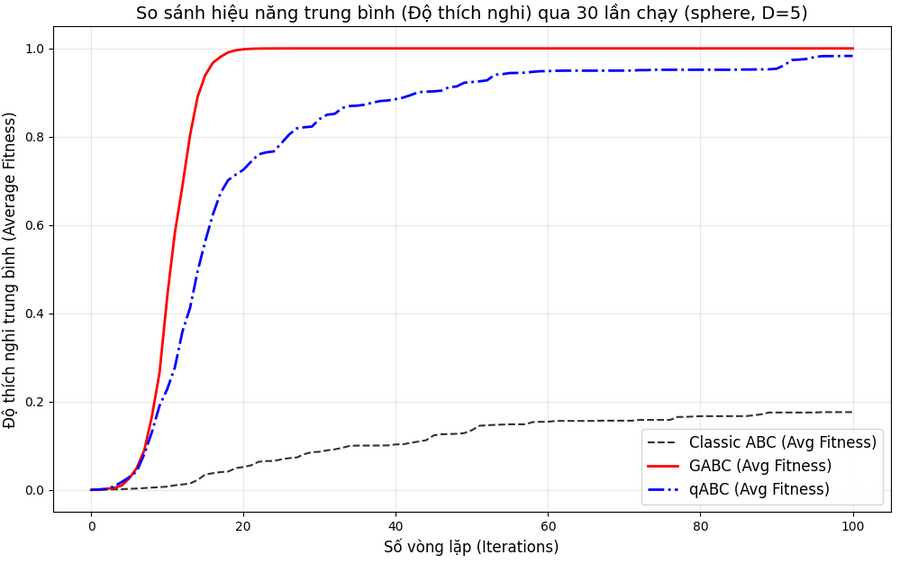 So sánh hiệu năng trung bình (Độ thích nghi) qua 30 lần chạy (sphere, D=5)
Độ thích nghi trung bình (Average Fitness)
1.0
0.8
0.6
0.4
0.2
0.0
Classic ABC (Avg Fitness)
GABC (Avg Fitness)
qABC (Avg Fitness)
0 20 40 60 80 100
Số vòng lặp (Iterations)